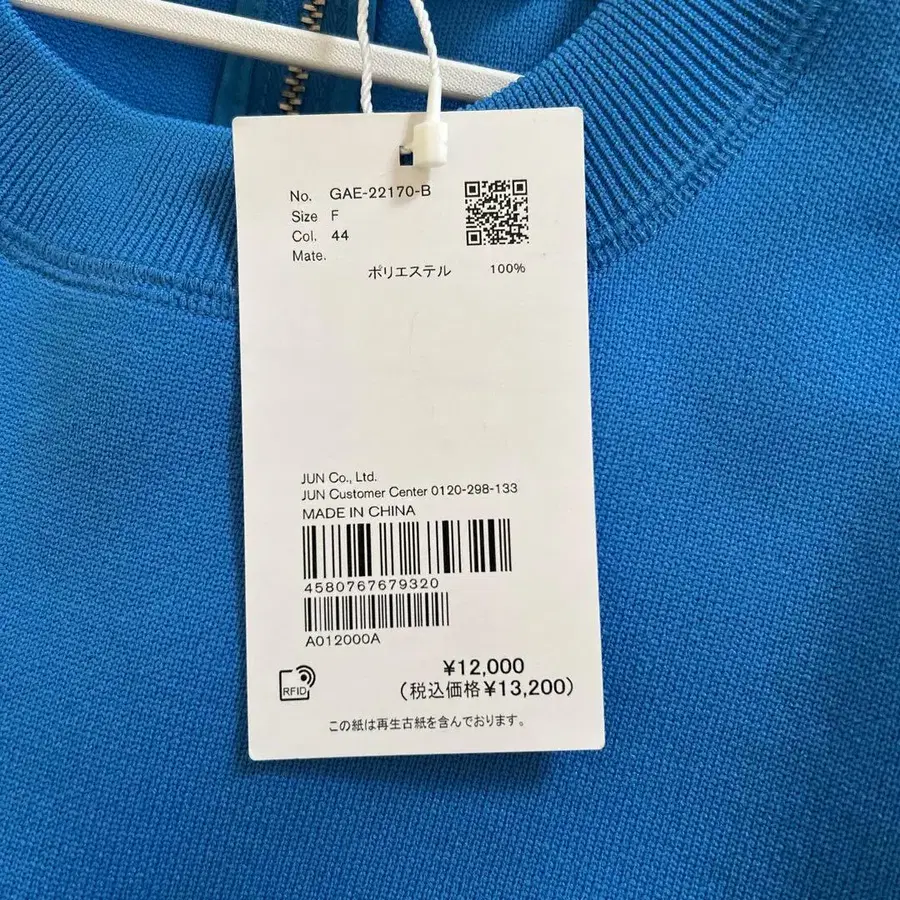 No. GAE-22170-B
Size F
Col. 44
Mate.
ポリエステル 100%
JUN Co., Ltd.
JUN Customer Center 0120-298-133
MADE IN CHINA
4580767679320
A012000A
¥12,000
RFID
(税込価格¥13,200)
この紙は再生古紙を含んでおります。